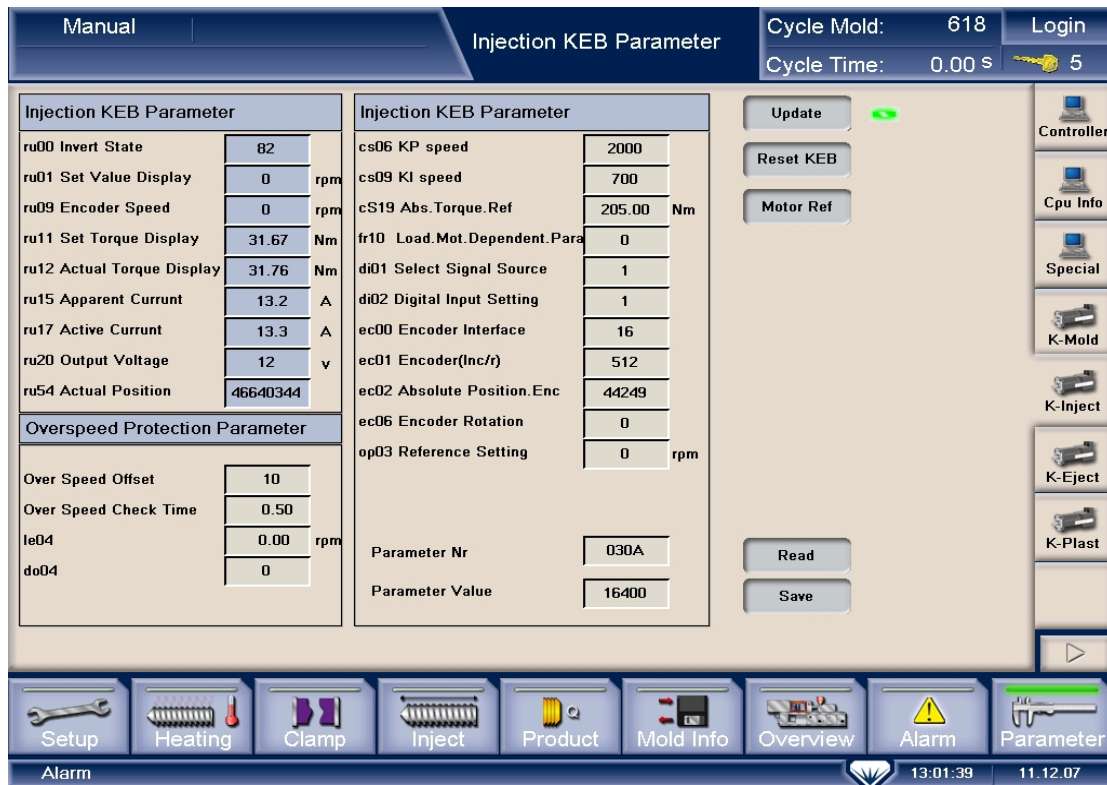 Manual
Injection KEB Parameter
Cycle Mold: 618
Cycle Time: 0.00 s
Login
5
Injection KEB Parameter
ru00 Invert State 82
ru01 Set Value Display 0 rpm
ru09 Encoder Speed 0 rpm
ru11 Set Torque Display 31.67 Nm
ru12 Actual Torque Display 31.76 Nm
ru15 Apparent Currunt 13.2 A
ru17 Active Currunt 13.3 A
ru20 Output Voltage 12 v
ru54 Actual Position 46640344
Overspeed Protection Parameter
Over Speed Offset 10
Over Speed Check Time 0.50
le04 0.00 rpm
do04 0
Injection KEB Parameter
cs06 KP speed 2000
cs09 KI speed 700
cS19 Abs.Torque.Ref 205.00 Nm
fr10 Load.Mot.Dependent.Para 0
di01 Select Signal Source 1
di02 Digital Input Setting 1
ec00 Encoder Interface 16
ec01 Encoder(Inc/r) 512
ec02 Absolute Position.Enc 44249
ec06 Encoder Rotation 0
op03 Reference Setting 0 rpm
Parameter Nr 030A
Parameter Value 16400
Update
Reset KEB
Motor Ref
Read
Save
Controller
Cpu Info
Special
K-Mold
K-Inject
K-Eject
K-Plast
Setup
Heating
Clamp
Inject
Product
Mold Info
Overview
Alarm
Parameter
Alarm
13:01:39
11.12.07